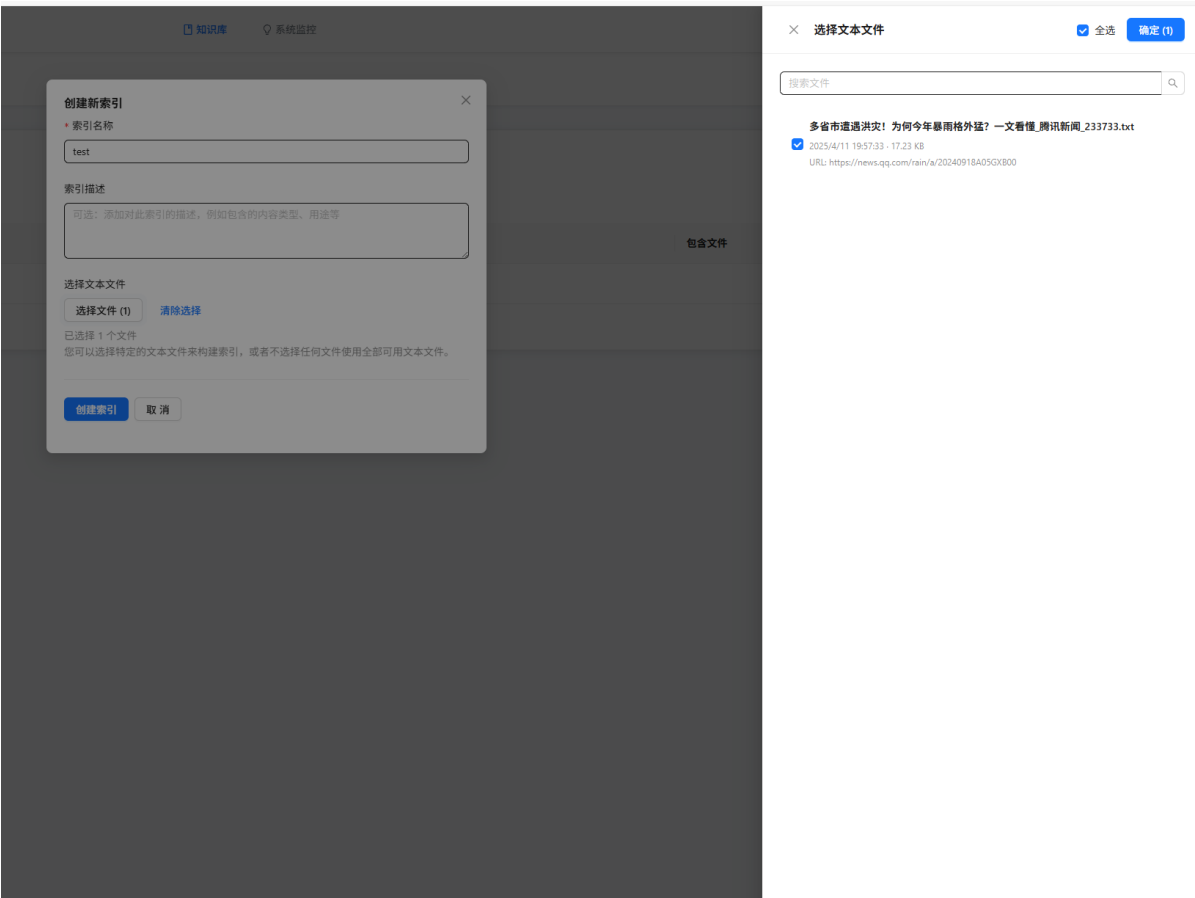 知识库
系统监控
创建新索引
* 索引名称
test
索引描述
可选：添加对此索引的描述，例如包含的内容类型、用途等
选择文本文件
选择文件 (1)
清除选择
已选择 1 个文件
您可以选择特定的文本文件来构建索引，或者不选择任何文件使用全部可用文本文件。
创建索引
取 消
包含文件
选择文本文件
全选
确定 (1)
搜索文件
多省市遭遇洪灾！为何今年暴雨格外猛？一文看懂_腾讯新闻_233733.txt
2025/4/11 19:57:33 · 17.23 KB
URL: https://news.qq.com/rain/a/20240918A05GXB00